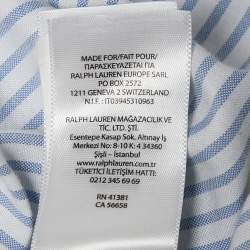 MADE FOR/FAIT POUR/
ΠΑΡΑΣΚΕΥΑΖΕΤΑΙ ΓΙΑ
RALPH LAUREN EUROPE SARL
PO BOX 2572
1211 GENEVA 2 SWITZERLAND
N.I.F. :IT03945310963
RALPH LAUREN MAĞAZACILIK VE
TİC LTD. ŞTİ.
Esentepe Kasap Sok. Altınay İş
Merkezi No: 8-10 K: 4 34360
Şişli - İstanbul
www.ralphlauren.com
TÜKETİCİ İLETİŞİM HATTI:
0212 345 69 69
RN 41381
CA 56658